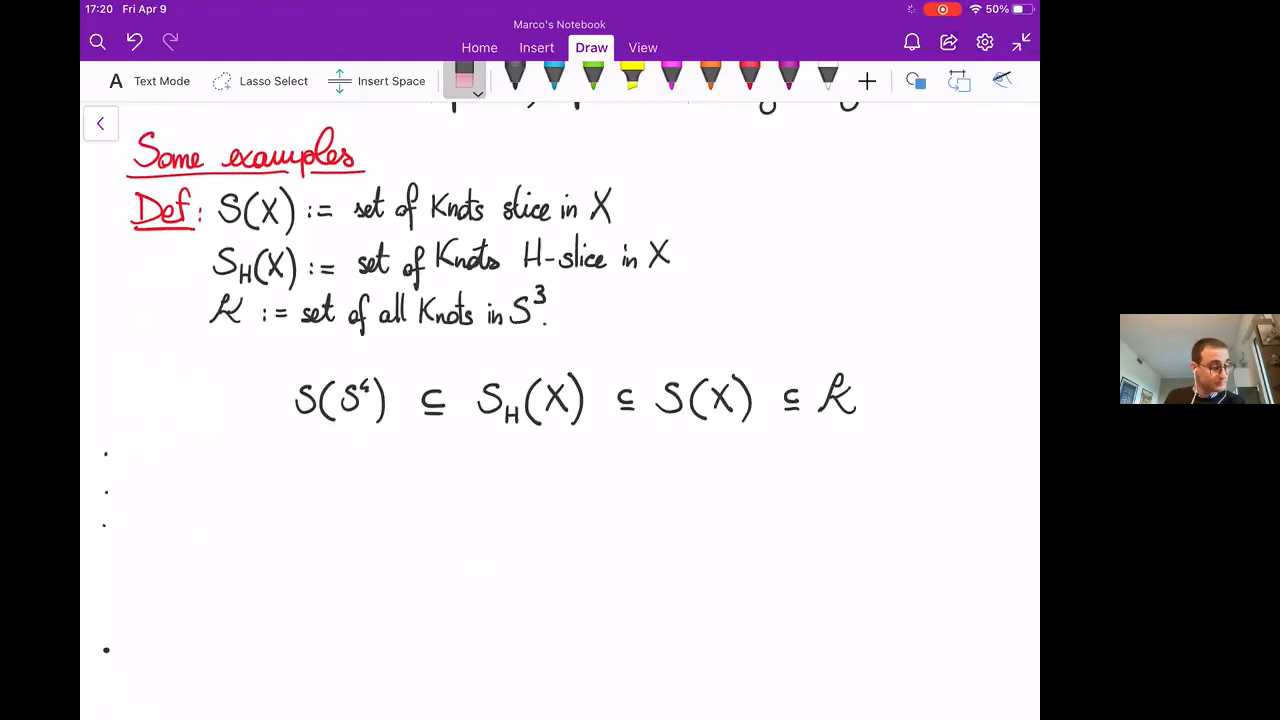 17:20 Fri Apr 9
50%
Marco's Notebook
Home Insert Draw View
Text Mode Lasso Select Insert Space
Some examples
Def: S(X) := set of Knots slice in X
S_H(X) := set of Knots H-slice in X
𝒦 := set of all Knots in S³.
S(S⁴) ⊆ S_H(X) ⊆ S(X) ⊆ 𝒦